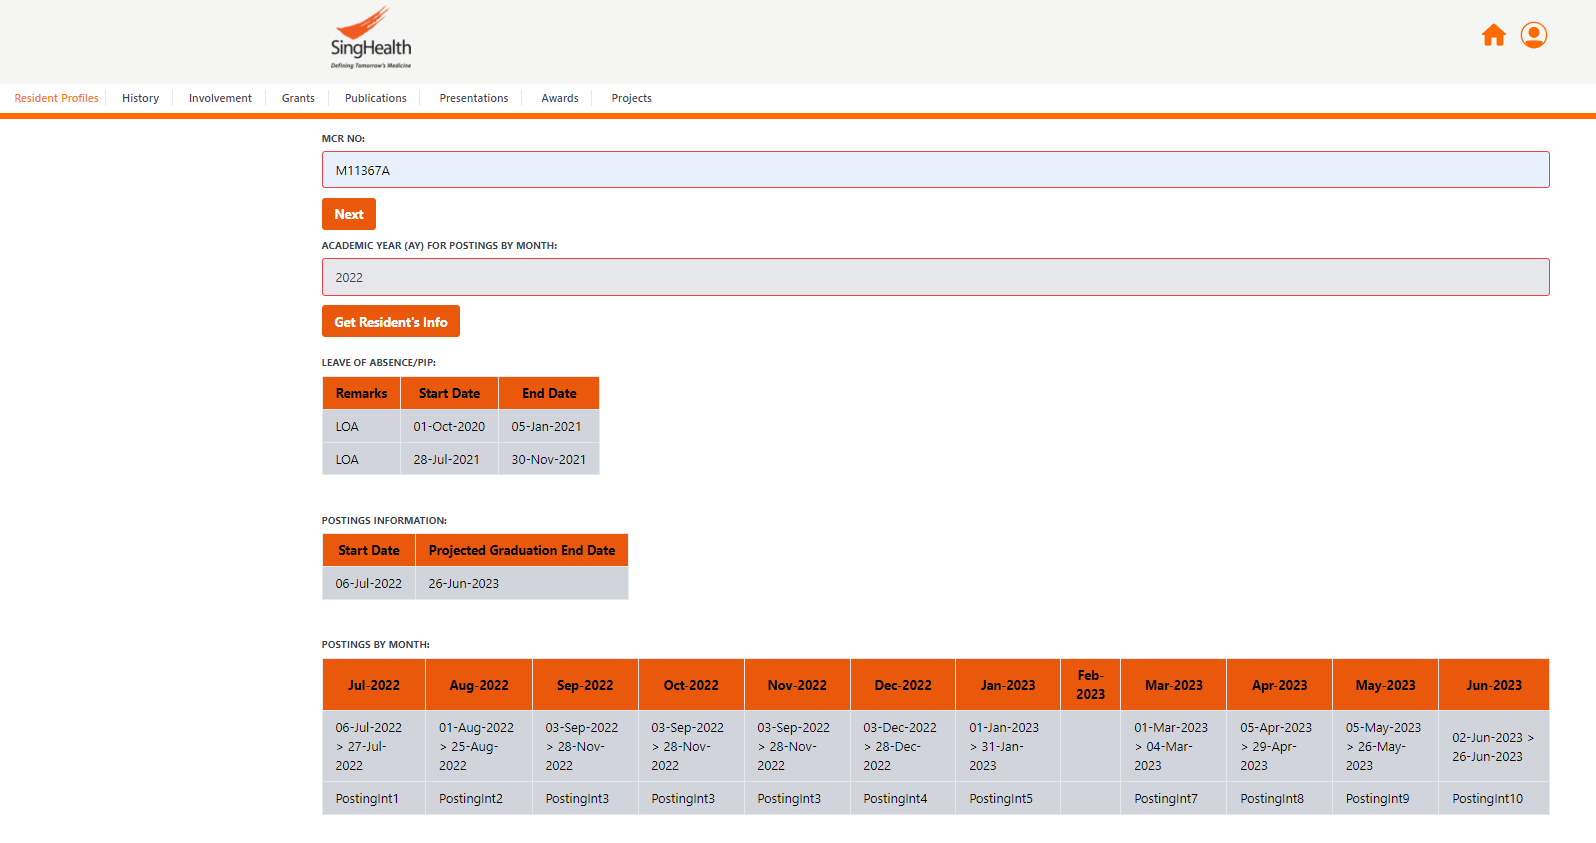 SingHealth
Defining Tomorrow's Medicine
Resident Profiles History Involvement Grants Publications Presentations Awards Projects
MCR NO:
M11367A
Next
ACADEMIC YEAR (AY) FOR POSTINGS BY MONTH:
2022
Get Resident's Info
LEAVE OF ABSENCE/PIP:
Remarks Start Date End Date
LOA 01-Oct-2020 05-Jan-2021
LOA 28-Jul-2021 30-Nov-2021
POSTINGS INFORMATION:
Start Date Projected Graduation End Date
06-Jul-2022 26-Jun-2023
POSTINGS BY MONTH:
Jul-2022 Aug-2022 Sep-2022 Oct-2022 Nov-2022 Dec-2022 Jan-2023 Feb-2023 Mar-2023 Apr-2023 May-2023 Jun-2023
06-Jul-2022 > 27-Jul-2022 01-Aug-2022 > 25-Aug-2022 03-Sep-2022 > 28-Nov-2022 03-Sep-2022 > 28-Nov-2022 03-Sep-2022 > 28-Nov-2022 03-Dec-2022 > 28-Dec-2022 01-Jan-2023 > 31-Jan-2023 01-Mar-2023 > 04-Mar-2023 05-Apr-2023 > 29-Apr-2023 05-May-2023 > 26-May-2023 02-Jun-2023 > 26-Jun-2023
PostingInt1 PostingInt2 PostingInt3 PostingInt3 PostingInt3 PostingInt4 PostingInt5 PostingInt7 PostingInt8 PostingInt9 PostingInt10